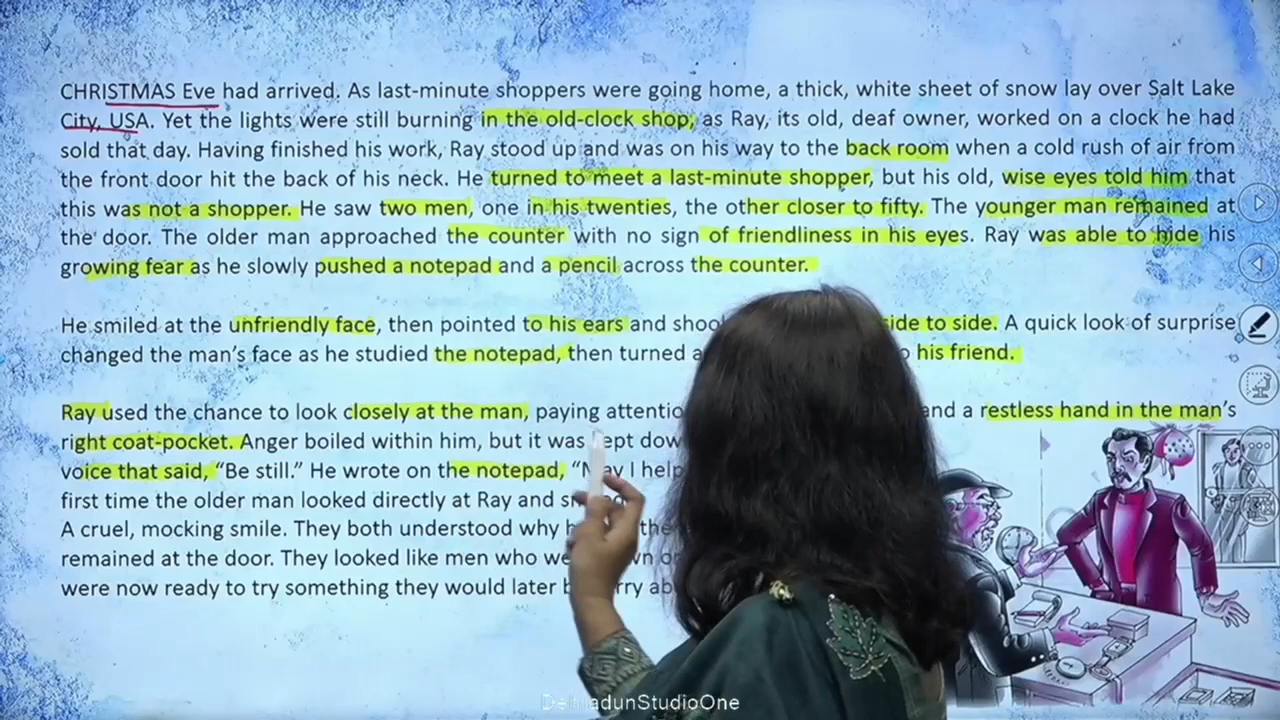 CHRISTMAS Eve had arrived. As last-minute shoppers were going home, a thick, white sheet of snow lay over Salt Lake
City, USA. Yet the lights were still burning in the old-clock shop, as Ray, its old, deaf owner, worked on a clock he had
sold that day. Having finished his work, Ray stood up and was on his way to the back room when a cold rush of air from
the front door hit the back of his neck. He turned to meet a last-minute shopper, but his old, wise eyes told him that
this was not a shopper. He saw two men, one in his twenties, the other closer to fifty. The younger man remained at
the door. The older man approached the counter with no sign of friendliness in his eyes. Ray was able to hide his
growing fear as he slowly pushed a notepad and a pencil across the counter.
He smiled at the unfriendly face, then pointed to his ears and side to side. A quick look of surprise
changed the man's face as he studied the notepad, then turned his friend.
Ray used the chance to look closely at the man, paying and a restless hand in the man's
right coat-pocket. Anger boiled within him, but it was
voice that said, "Be still." He wrote on the notepad, I
first time the older man looked directly at Ray and
A cruel, mocking smile. They both understood why
remained at the door. They looked like men who
were now ready to try something they would later
DehradunStudioOne